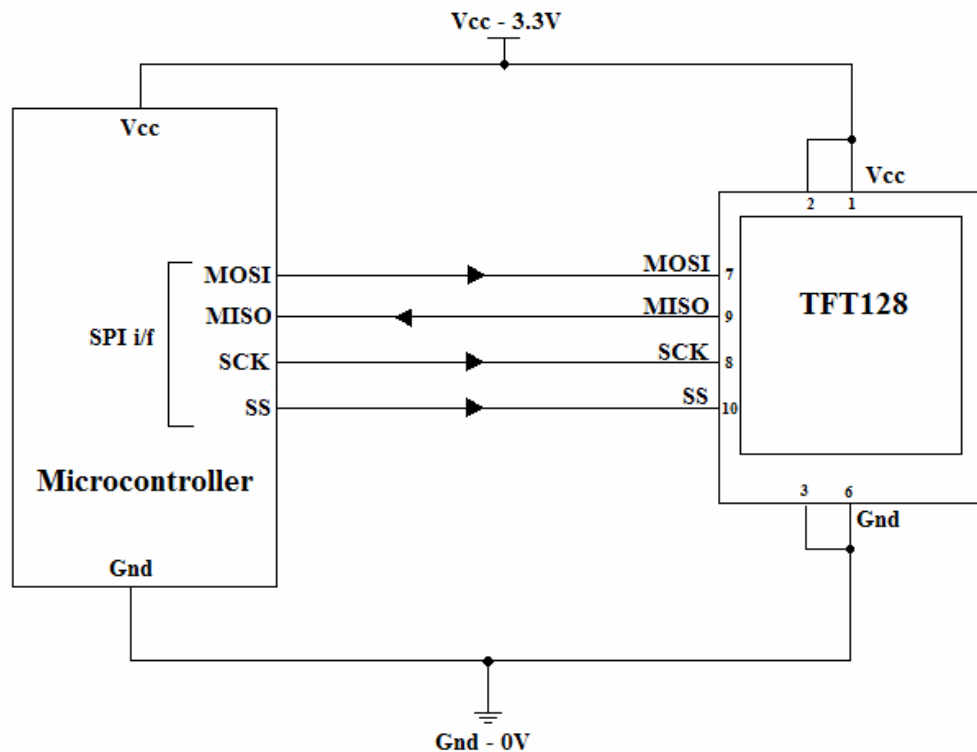 Vcc - 3.3V
Vcc
Vcc
2 1
MOSI
MOSI
7
TFT128
MISO
MISO
9
SPI i/f
SCK
SCK
8
SS
SS
10
Microcontroller
3 6
Gnd
Gnd
Gnd - 0V